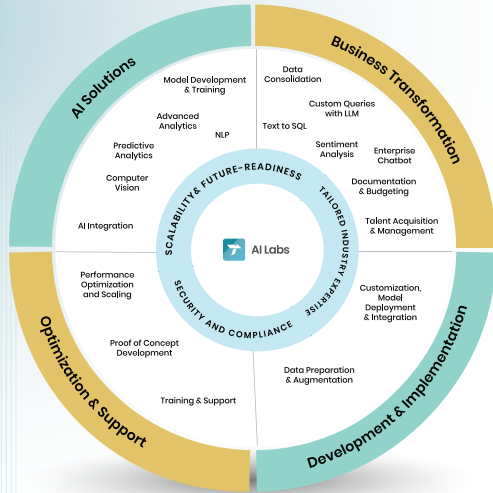 AI Solutions
Model Development
& Training
Advanced
Analytics
NLP
Predictive
Analytics
Computer
Vision
AI Integration
Business Transformation
Data
Consolidation
Custom Queries
with LLM
Text to SQL
Sentiment
Analysis
Enterprise
Chatbot
Documentation
& Budgeting
Talent Acquisition
& Management
SCALABILITY& FUTURE-READINESS
TAILORED INDUSTRY EXPERTISE
SECURITY AND COMPLIANCE
AI Labs
Optimization & Support
Performance
Optimization
and Scaling
Proof of Concept
Development
Training & Support
Development & Implementation
Customization,
Model
Deployment
& Integration
Data Preparation
& Augmentation